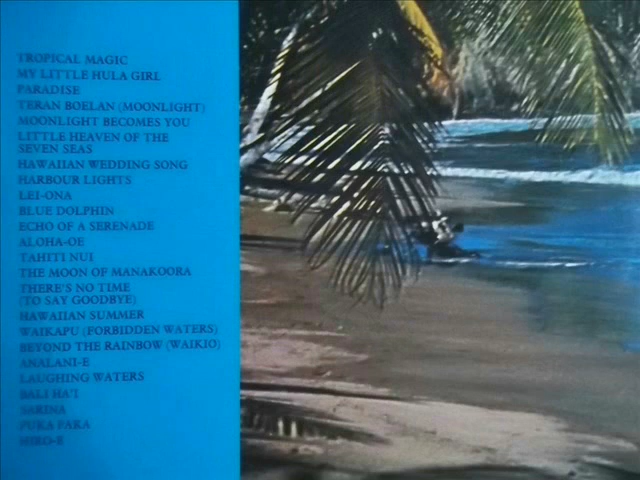 TROPICAL MAGIC
MY LITTLE HULA GIRL
PARADISE
TERAN BOELAN (MOONLIGHT)
MOONLIGHT BECOMES YOU
LITTLE HEAVEN OF THE
SEVEN SEAS
HAWAIIAN WEDDING SONG
HARBOUR LIGHTS
LEI-ONA
BLUE DOLPHIN
ECHO OF A SERENADE
ALOHA-OE
TAHITI NUI
THE MOON OF MANAKOORA
THERE'S NO TIME
(TO SAY GOODBYE)
HAWAIIAN SUMMER
WAIKAPU (FORBIDDEN WATERS)
BEYOND THE RAINBOW (WAIKIO)
ANALANI-E
LAUGHING WATERS
BALI HA'I
SARINA
PUKA PAKA
HIRO-E